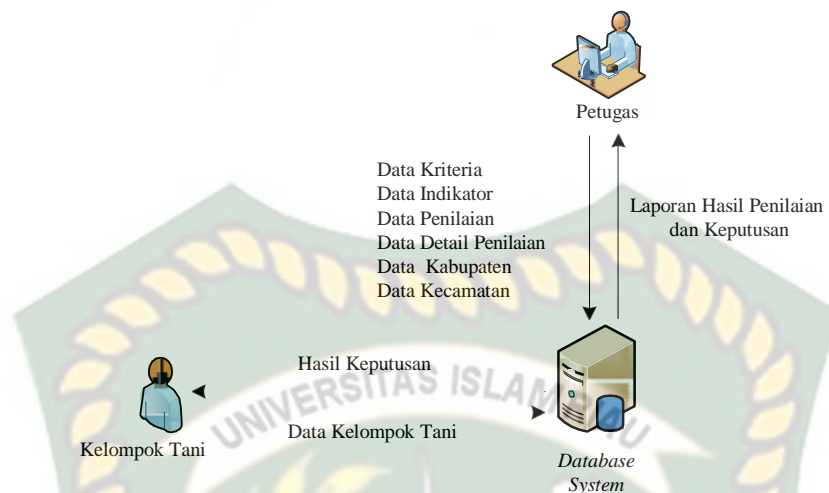 Petugas
Data Kriteria
Data Indikator
Data Penilaian
Data Detail Penilaian
Data Kabupaten
Data Kecamatan
Laporan Hasil Penilaian
dan Keputusan
Hasil Keputusan
UNIVERSITAS ISLAM RIAU
Data Kelompok Tani
Kelompok Tani
Database
System